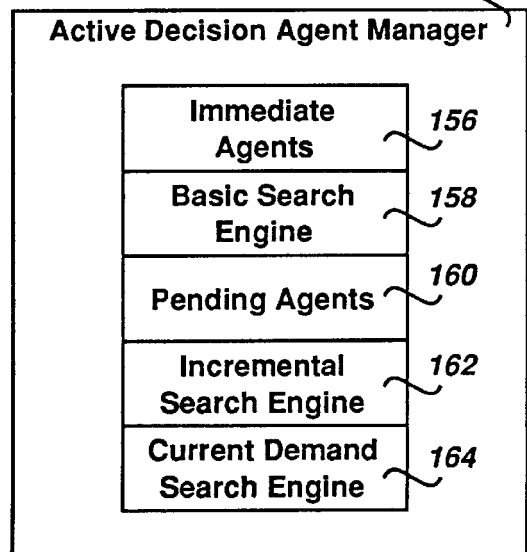 Active Decision Agent Manager
Immediate
Agents
156
Basic Search
Engine
158
Pending Agents
160
Incremental
Search Engine
162
Current Demand
Search Engine
164